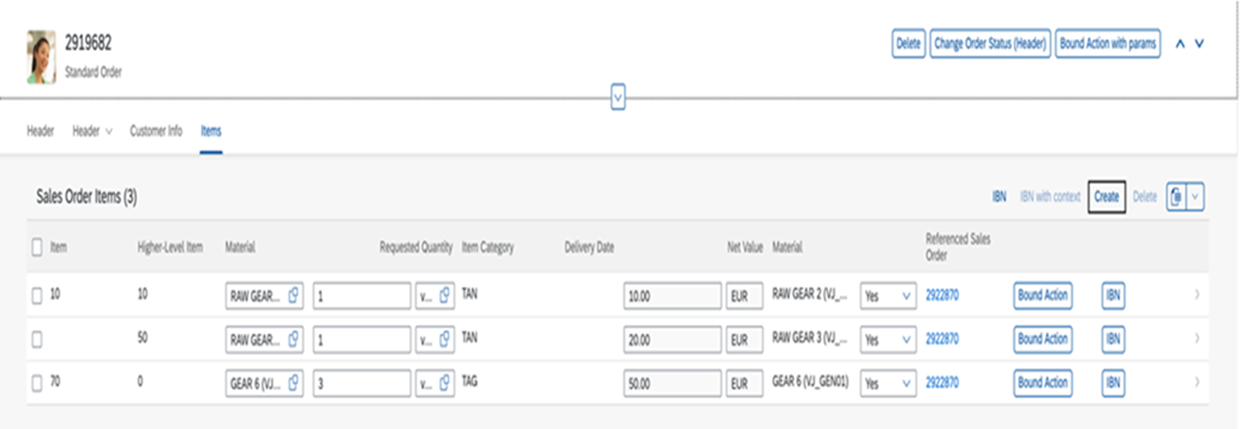 2919682
Standard Order
Delete Change Order Status (Header) Bound Action with params
Header Header Customer Info Items
Sales Order Items (3)
IBN IBN with context Create Delete
Item Higher-Level Item Material Requested Quantity Item Category Delivery Date Net Value Material Referenced Sales Order
10 10 RAW GEAR... 1 v... TAN 10.00 EUR RAW GEAR 2 (VJ_... Yes 2922870 Bound Action IBN
50 RAW GEAR... 1 v... TAN 20.00 EUR RAW GEAR 3 (VJ_... Yes 2922870 Bound Action IBN
70 0 GEAR 6 (VJ... 3 v... TAG 50.00 EUR GEAR 6 (VJ_GEN01) Yes 2922870 Bound Action IBN